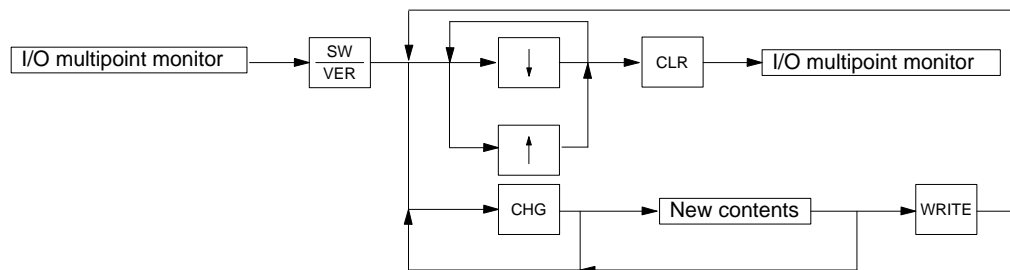 I/O multipoint monitor
SW
VER
↓
CLR
I/O multipoint monitor
↑
CHG
New contents
WRITE